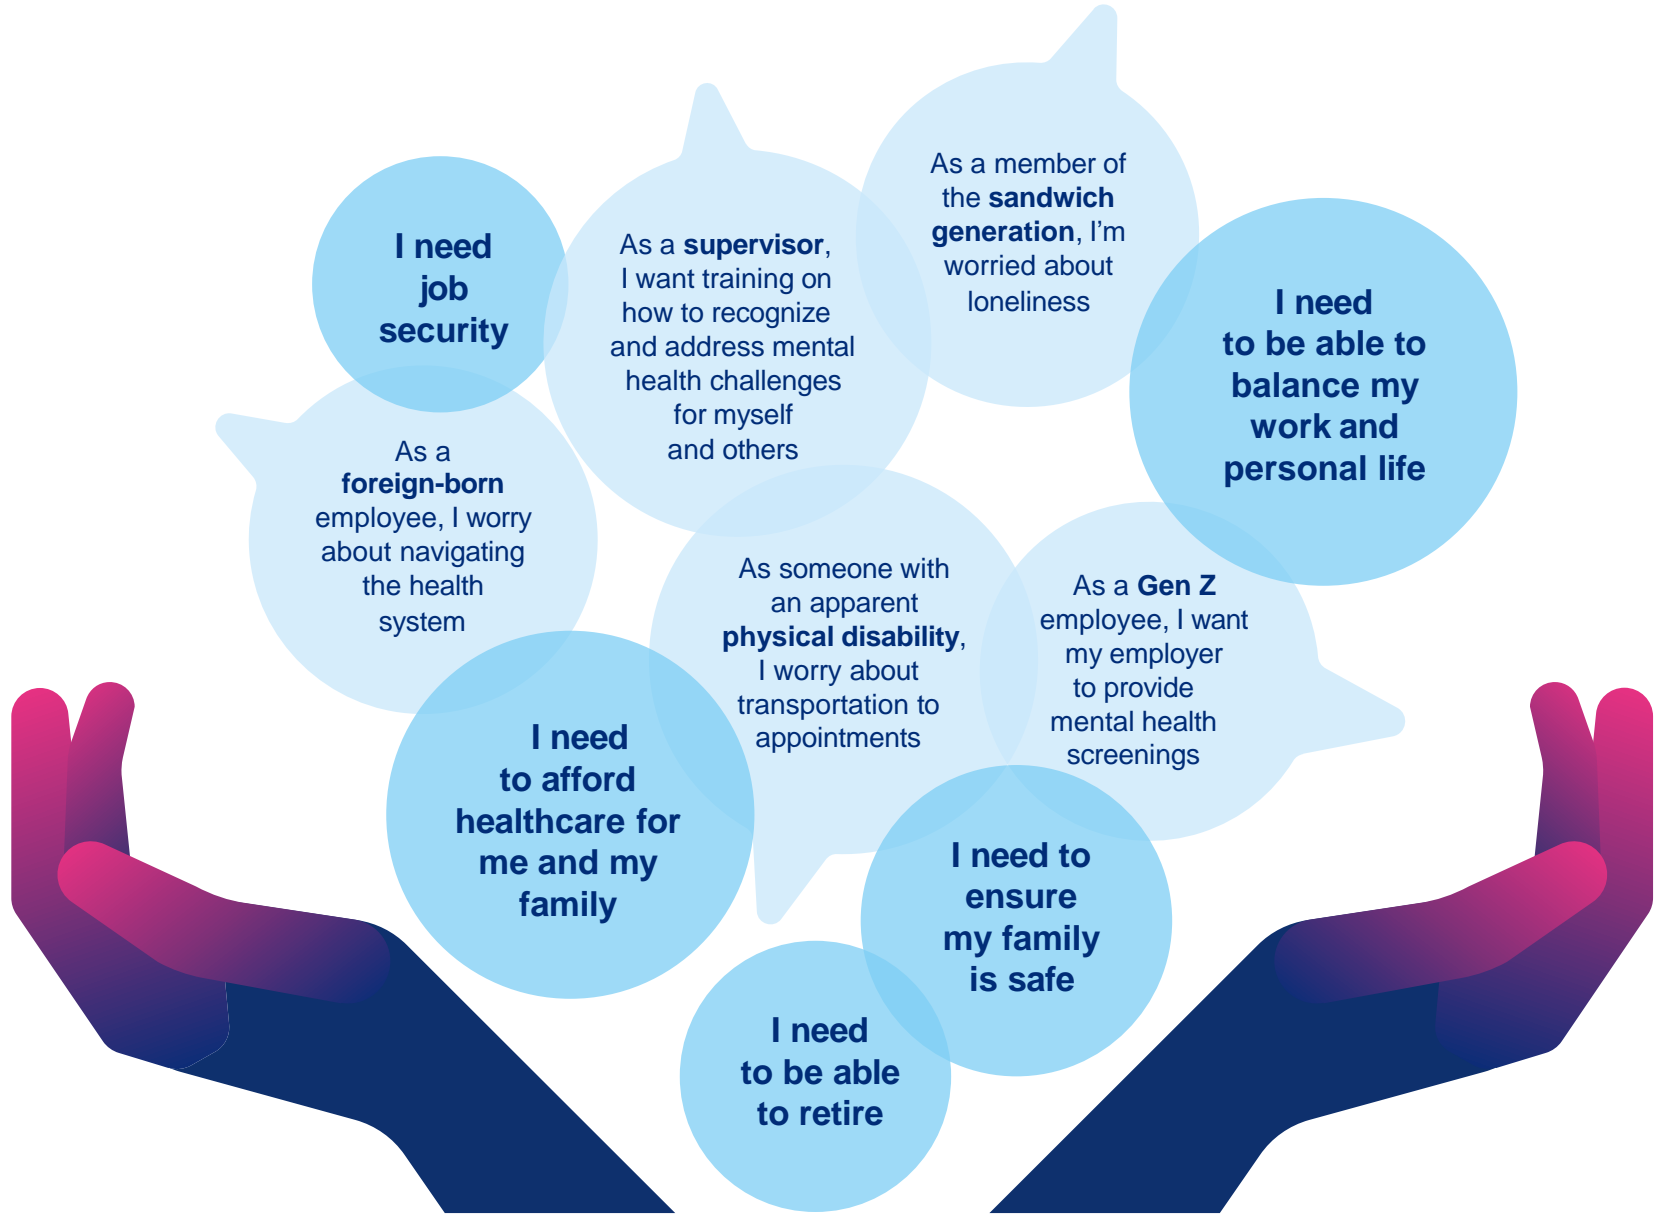 I need
job
security
As a supervisor,
I want training on
how to recognize
and address mental
health challenges
for myself
and others
As a member of
the sandwich
generation, I'm
worried about
loneliness
I need
to be able to
balance my
work and
personal life
As a
foreign-born
employee, I worry
about navigating
the health
system
As someone with
an apparent
physical disability,
I worry about
transportation to
appointments
As a Gen Z
employee, I want
my employer
to provide
mental health
screenings
I need
to afford
healthcare for
me and my
family
I need to
ensure
my family
is safe
I need
to be able
to retire